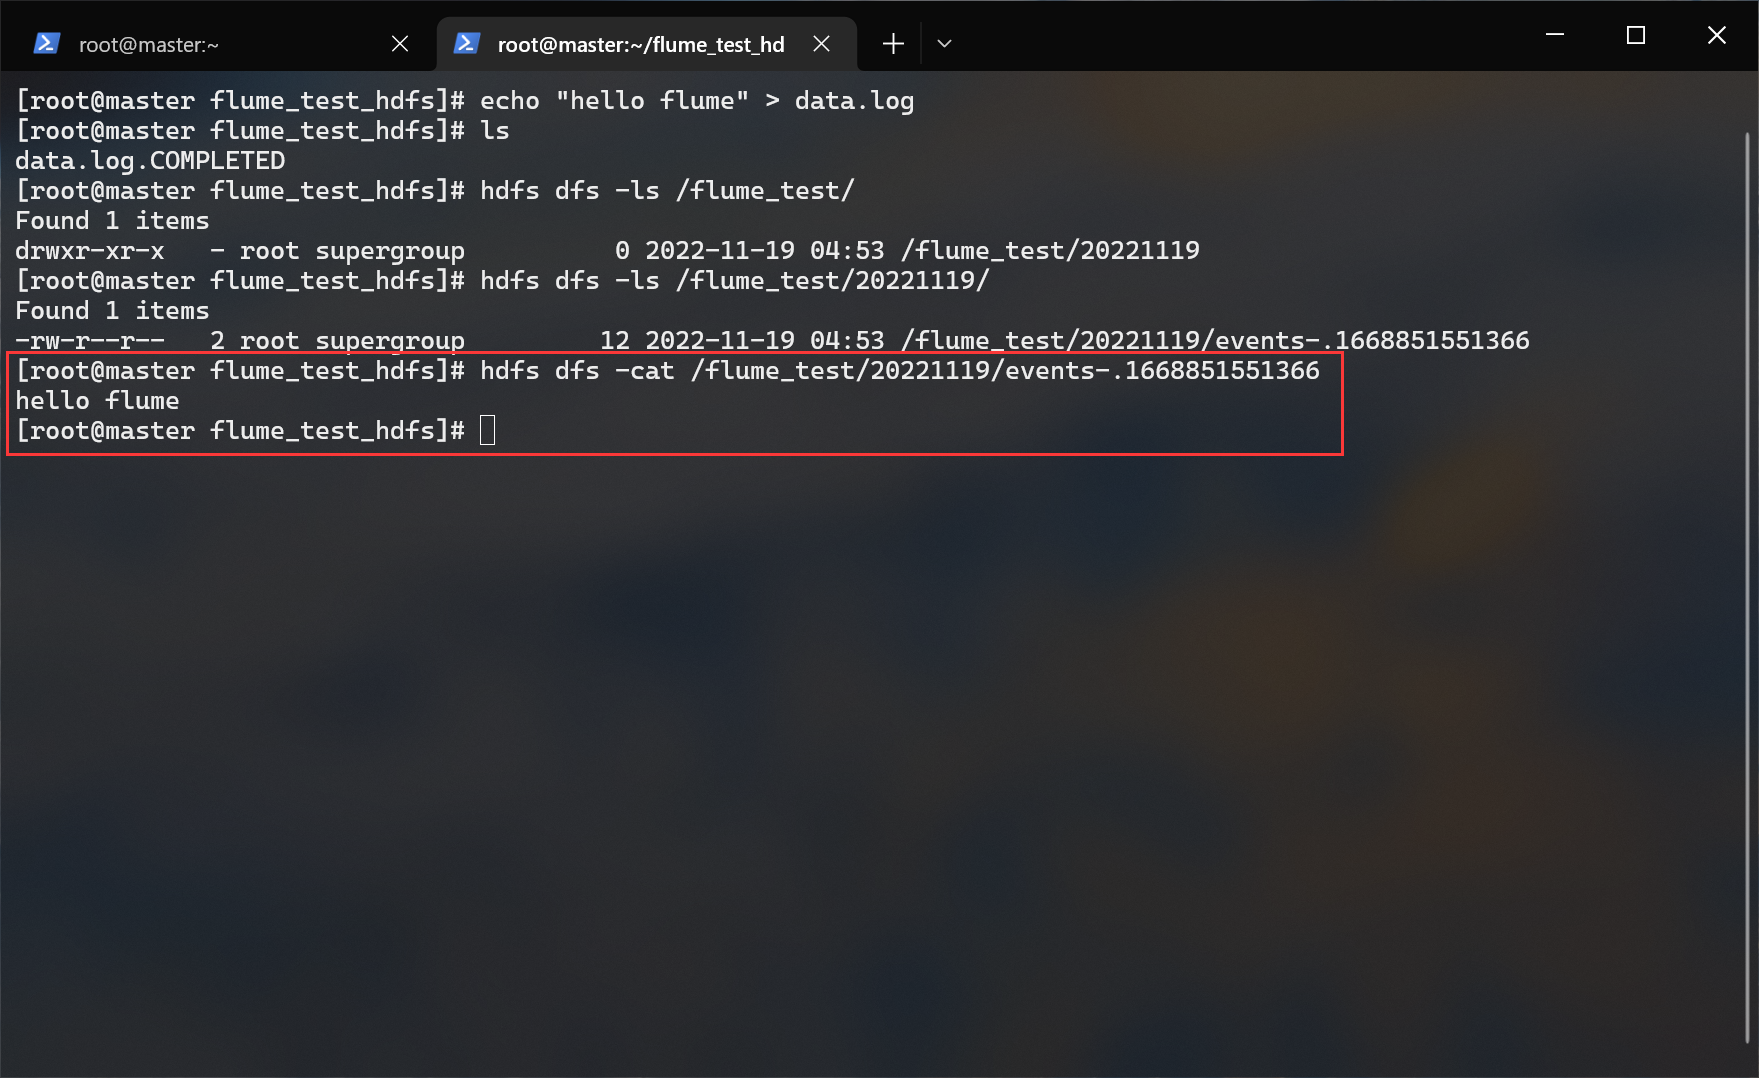 root@master:~
root@master:~/flume_test_hd
[root@master flume_test_hdfs]# echo "hello flume" > data.log
[root@master flume_test_hdfs]# ls
data.log.COMPLETED
[root@master flume_test_hdfs]# hdfs dfs -ls /flume_test/
Found 1 items
drwxr-xr-x   - root supergroup          0 2022-11-19 04:53 /flume_test/20221119
[root@master flume_test_hdfs]# hdfs dfs -ls /flume_test/20221119/
Found 1 items
-rw-r--r--   2 root supergroup         12 2022-11-19 04:53 /flume_test/20221119/events-.1668851551366
[root@master flume_test_hdfs]# hdfs dfs -cat /flume_test/20221119/events-.1668851551366
hello flume
[root@master flume_test_hdfs]#